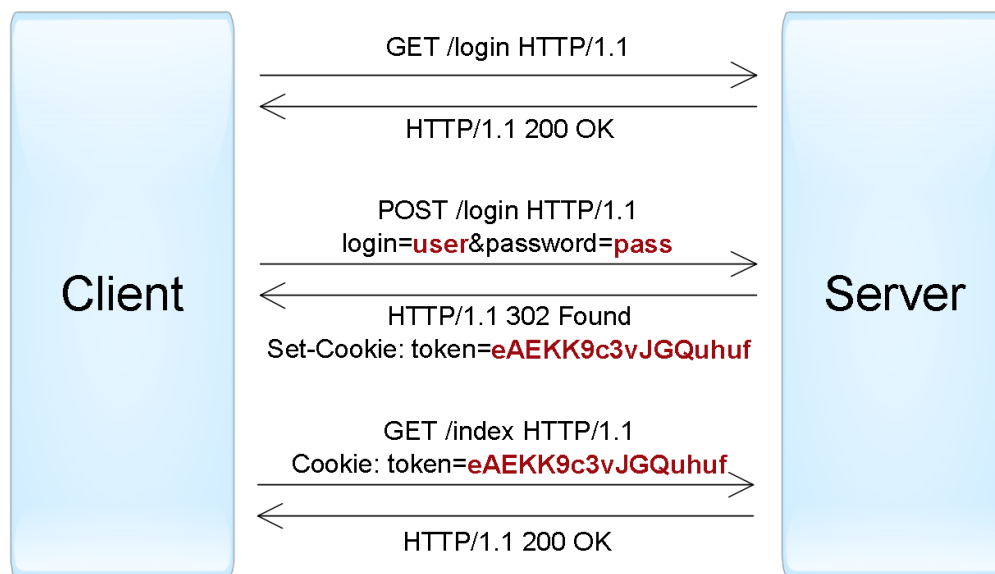 GET /login HTTP/1.1
HTTP/1.1 200 OK
POST /login HTTP/1.1
login=user&password=pass
Client
Server
HTTP/1.1 302 Found
Set-Cookie: token=eAEKK9c3vJGQuhuf
GET /index HTTP/1.1
Cookie: token=eAEKK9c3vJGQuhuf
HTTP/1.1 200 OK